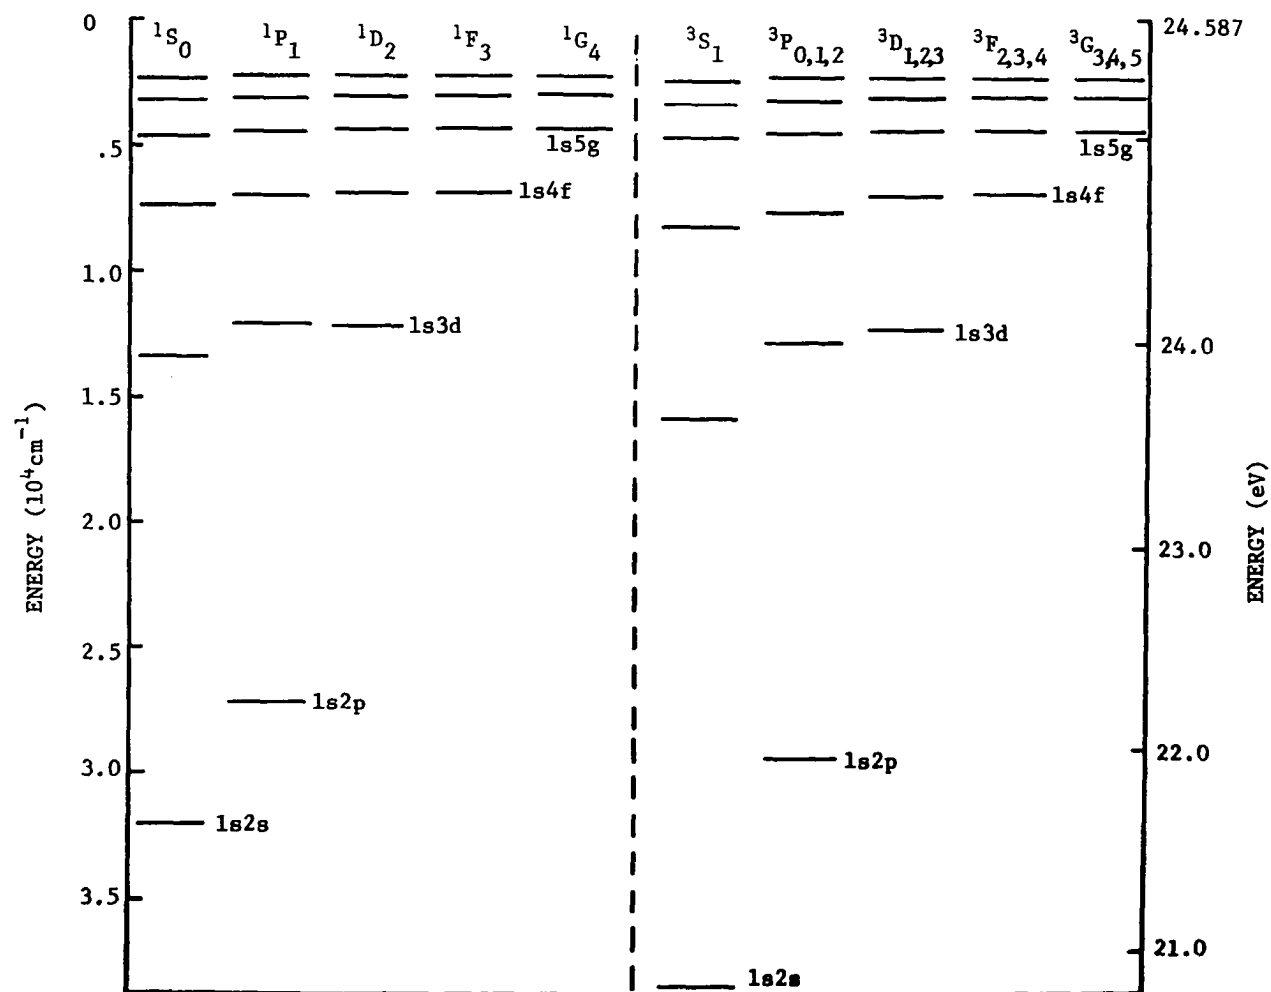 0 ¹S₀ ¹P₁ ¹D₂ ¹F₃ ¹G₄ ³S₁ ³P₀,₁,₂ ³D₁,₂,₃ ³F₂,₃,₄ ³G₃,₄,₅ 24.587
.5 1s5g 1s5g
1s4f 1s4f
1.0
1s3d 1s3d
24.0
1.5
ENERGY (10⁴cm⁻¹)
ENERGY (eV)
2.0
23.0
2.5
1s2p
22.0
1s2p
3.0
1s2s
3.5
21.0
1s2s